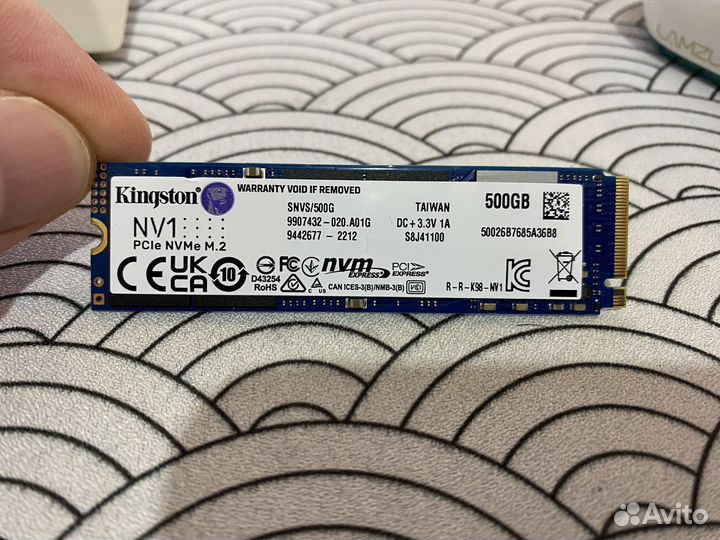 LAMZU
Kingston
WARRANTY VOID IF REMOVED
SNVS/500G
TAIWAN
500GB
NV1
9907432-020.A01G
DC+3.3V 1A
PCIe NVMe M.2
9442677 - 2212
S8J41100
50026B7685A36B8
CE UK CA 10
D43254
RoHS
FC
nvm
EXPRESS
PCI
EXPRESS
CAN ICES-3(B)/NMB-3(B)
R-R-K98-NV1
Avito